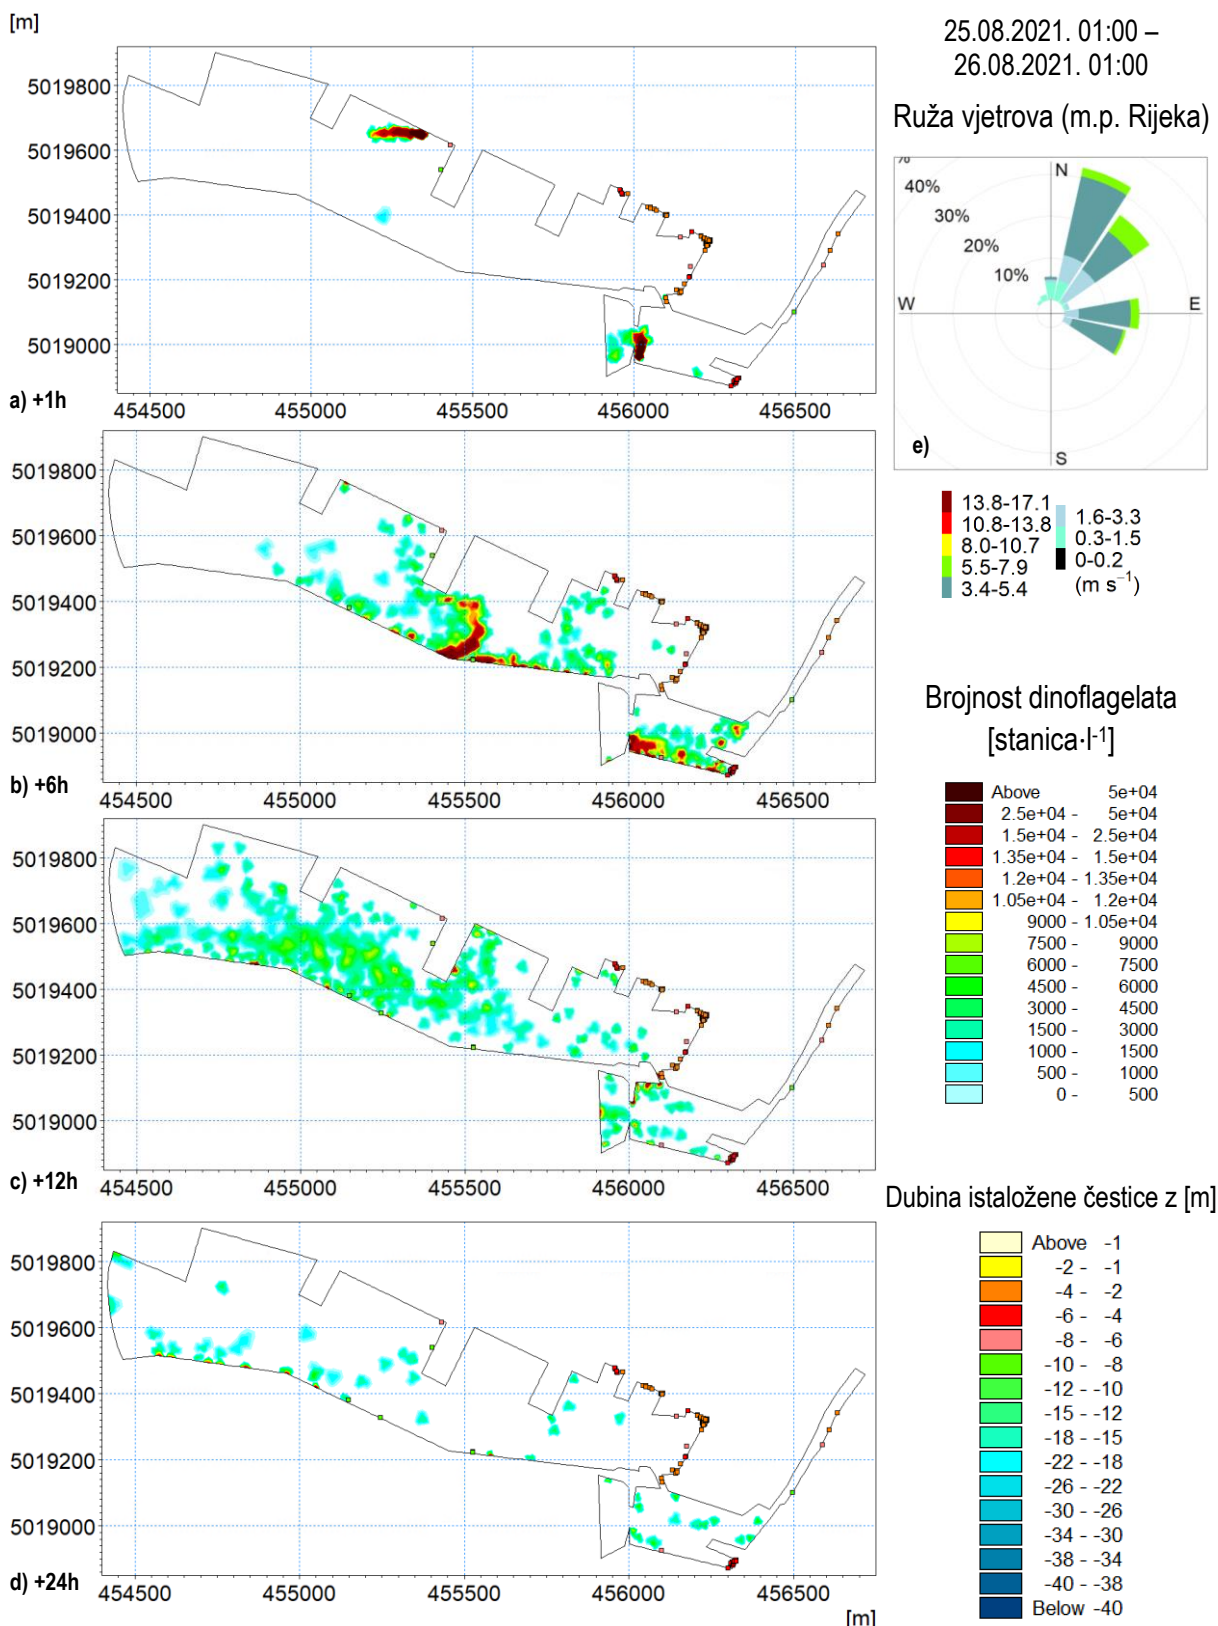 [m]
5019800
5019600
5019400
5019200
5019000
a) +1h
454500 455000 455500 456000 456500
5019800
5019600
5019400
5019200
5019000
b) +6h
454500 455000 455500 456000 456500
5019800
5019600
5019400
5019200
5019000
c) +12h
454500 455000 455500 456000 456500
5019800
5019600
5019400
5019200
5019000
d) +24h
454500 455000 455500 456000 456500
[m]
25.08.2021. 01:00 –
26.08.2021. 01:00
Ruža vjetrova (m.p. Rijeka)
%
40%
30%
20%
10%
N
W
E
S
e)
13.8-17.1
10.8-13.8
8.0-10.7
5.5-7.9
3.4-5.4
1.6-3.3
0.3-1.5
0-0.2
(m s⁻¹)
Brojnost dinoflagelata
[stanica·l⁻¹]
Above 5e+04
2.5e+04 - 5e+04
1.5e+04 - 2.5e+04
1.35e+04 - 1.5e+04
1.2e+04 - 1.35e+04
1.05e+04 - 1.2e+04
9000 - 1.05e+04
7500 - 9000
6000 - 7500
4500 - 6000
3000 - 4500
1500 - 3000
1000 - 1500
500 - 1000
0 - 500
Dubina istaložene čestice z [m]
Above -1
-2 - -1
-4 - -2
-6 - -4
-8 - -6
-10 - -8
-12 - -10
-15 - -12
-18 - -15
-22 - -18
-26 - -22
-30 - -26
-34 - -30
-38 - -34
-40 - -38
Below -40